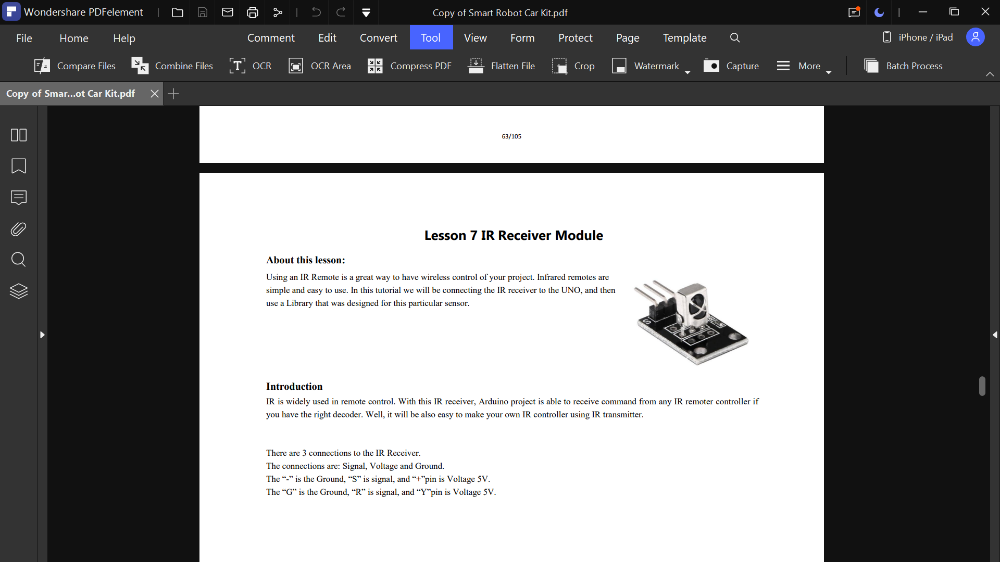 Wondershare PDFelement
Copy of Smart Robot Car Kit.pdf
File Home Help Comment Edit Convert Tool View Form Protect Page Template iPhone / iPad
Compare Files Combine Files OCR OCR Area Compress PDF Flatten File Crop Watermark Capture More Batch Process
Copy of Smar...ot Car Kit.pdf
63/105
Lesson 7 IR Receiver Module
About this lesson:
Using an IR Remote is a great way to have wireless control of your project. Infrared remotes are
simple and easy to use. In this tutorial we will be connecting the IR receiver to the UNO, and then
use a Library that was designed for this particular sensor.
S
Introduction
IR is widely used in remote control. With this IR receiver, Arduino project is able to receive command from any IR remoter controller if
you have the right decoder. Well, it will be also easy to make your own IR controller using IR transmitter.
There are 3 connections to the IR Receiver.
The connections are: Signal, Voltage and Ground.
The “-” is the Ground, “S” is signal, and “+”pin is Voltage 5V.
The “G” is the Ground, “R” is signal, and “Y”pin is Voltage 5V.